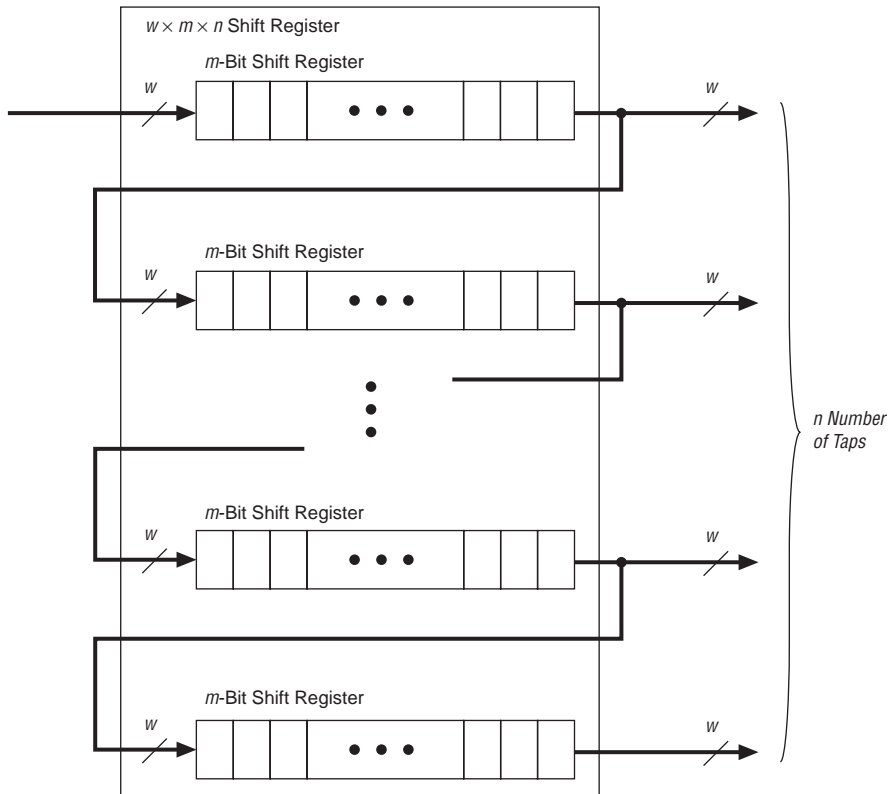 w × m × n Shift Register
m-Bit Shift Register
w
w
m-Bit Shift Register
w
w
n Number
of Taps
m-Bit Shift Register
w
w
m-Bit Shift Register
w
w